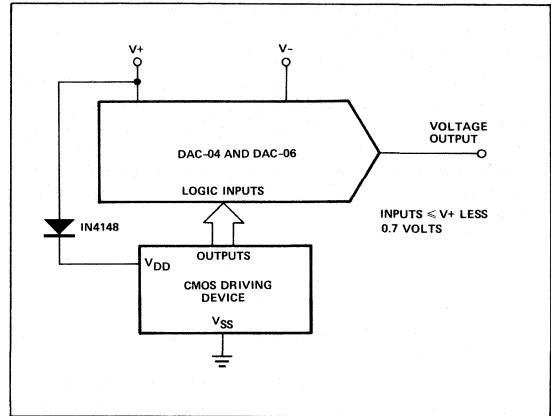 V+
V-
DAC-04 AND DAC-06
VOLTAGE
OUTPUT
LOGIC INPUTS
INPUTS ≤ V+ LESS
0.7 VOLTS
IN4148
VDD
OUTPUTS
CMOS DRIVING
DEVICE
VSS